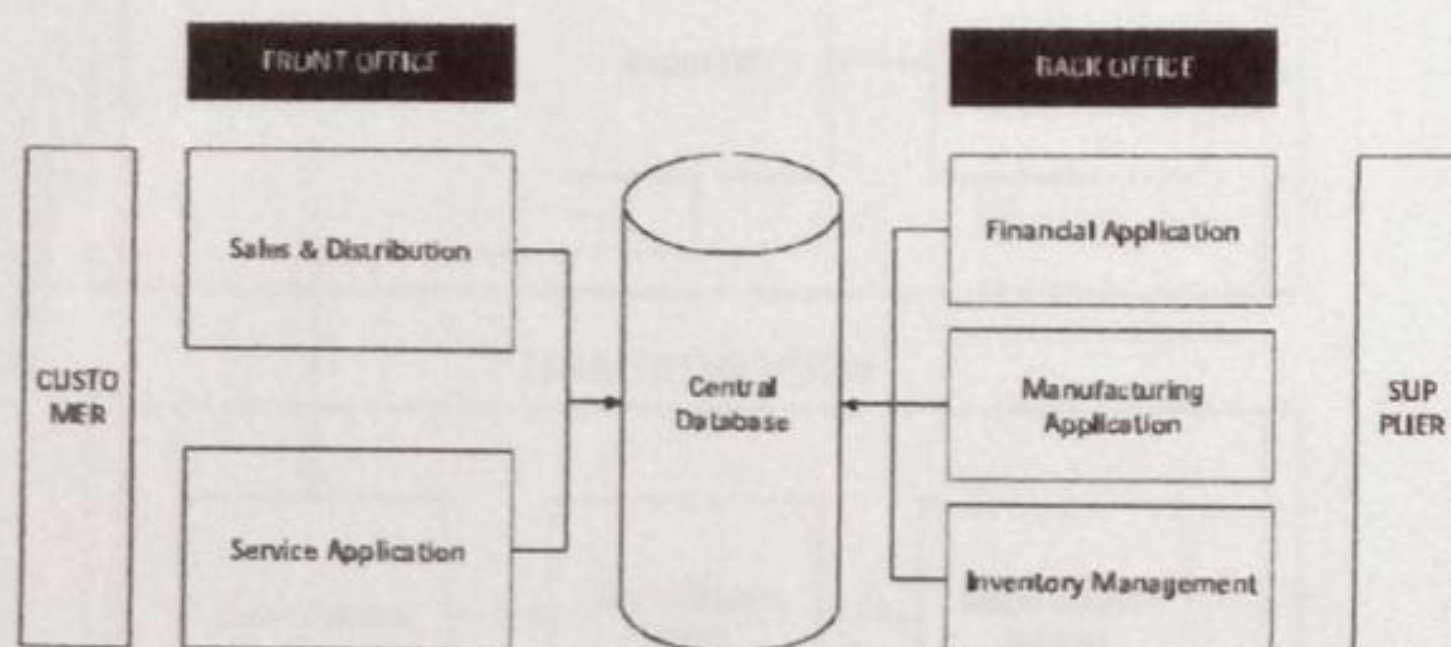 FRONT OFFICE
BACK OFFICE
CUSTO
MER
Sales & Distribution
Service Application
Central
Database
Financial Application
Manufacturing
Application
Inventory Management
SUP
PLIER